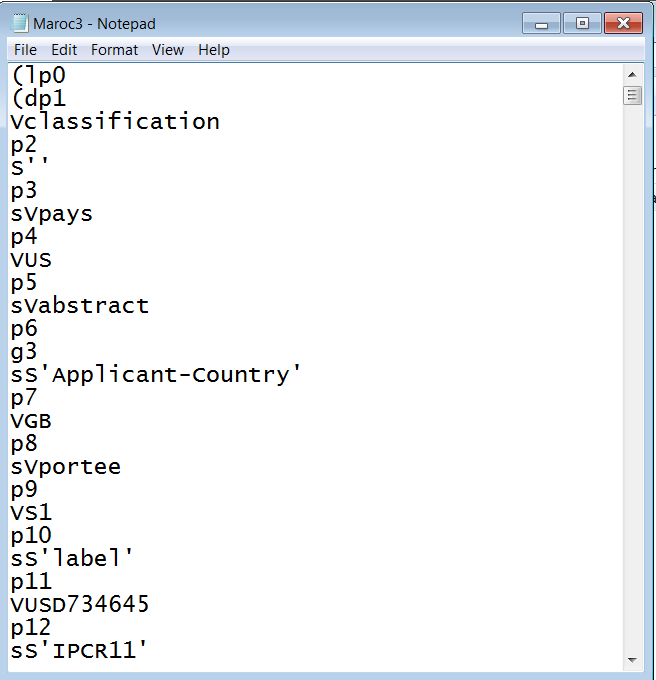 Maroc3 - Notepad
File Edit Format View Help
(lp0
(dp1
Vclassification
p2
S''
p3
sVpays
p4
VUS
p5
sVabstract
p6
g3
sS'Applicant-Country'
p7
VGB
p8
sVportee
p9
VS1
p10
sS'label'
p11
VUSD734645
p12
sS'IPCR11'